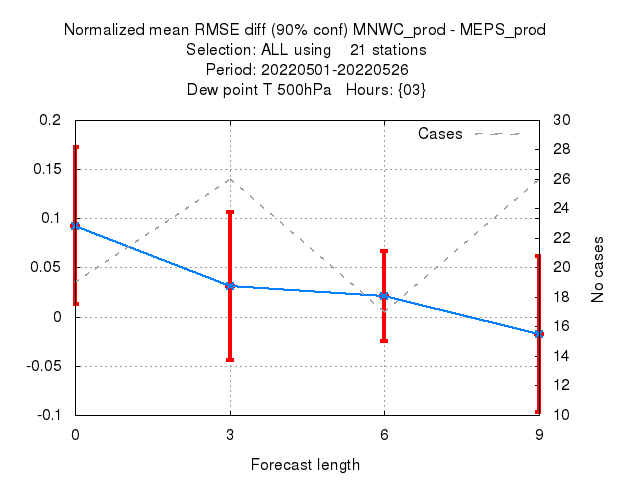 Normalized mean RMSE diff (90% conf) MNWC_prod - MEPS_prod
Selection: ALL using    21 stations
Period: 20220501-20220526
Dew point T 500hPa   Hours: {03}
Cases
0.2
0.15
0.1
0.05
0
-0.05
-0.1
30
28
26
24
22
20
18
16
14
12
10
No cases
0 3 6 9
Forecast length